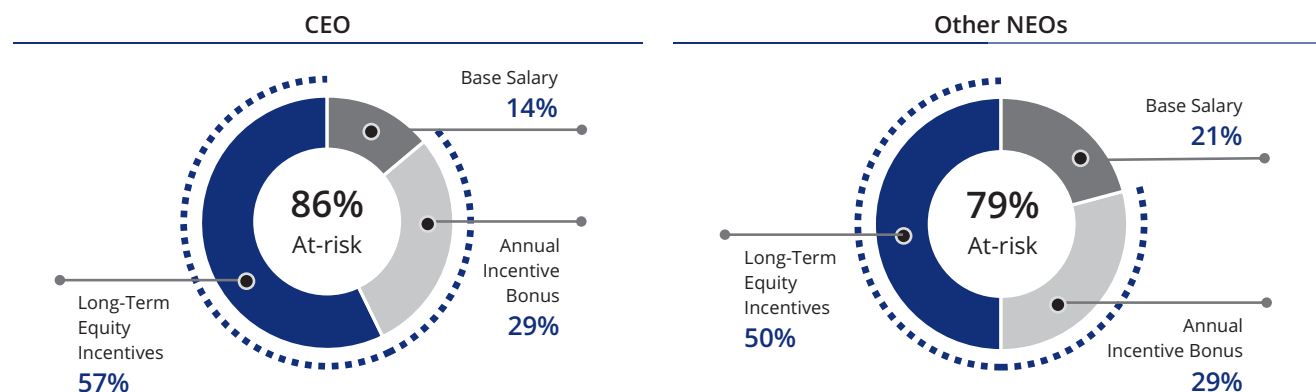 CEO
Base Salary
14%
86%
At-risk
Annual
Incentive
Bonus
29%
Long-Term
Equity
Incentives
57%
Other NEOs
Base Salary
21%
79%
At-risk
Long-Term
Equity
Incentives
50%
Annual
Incentive Bonus
29%